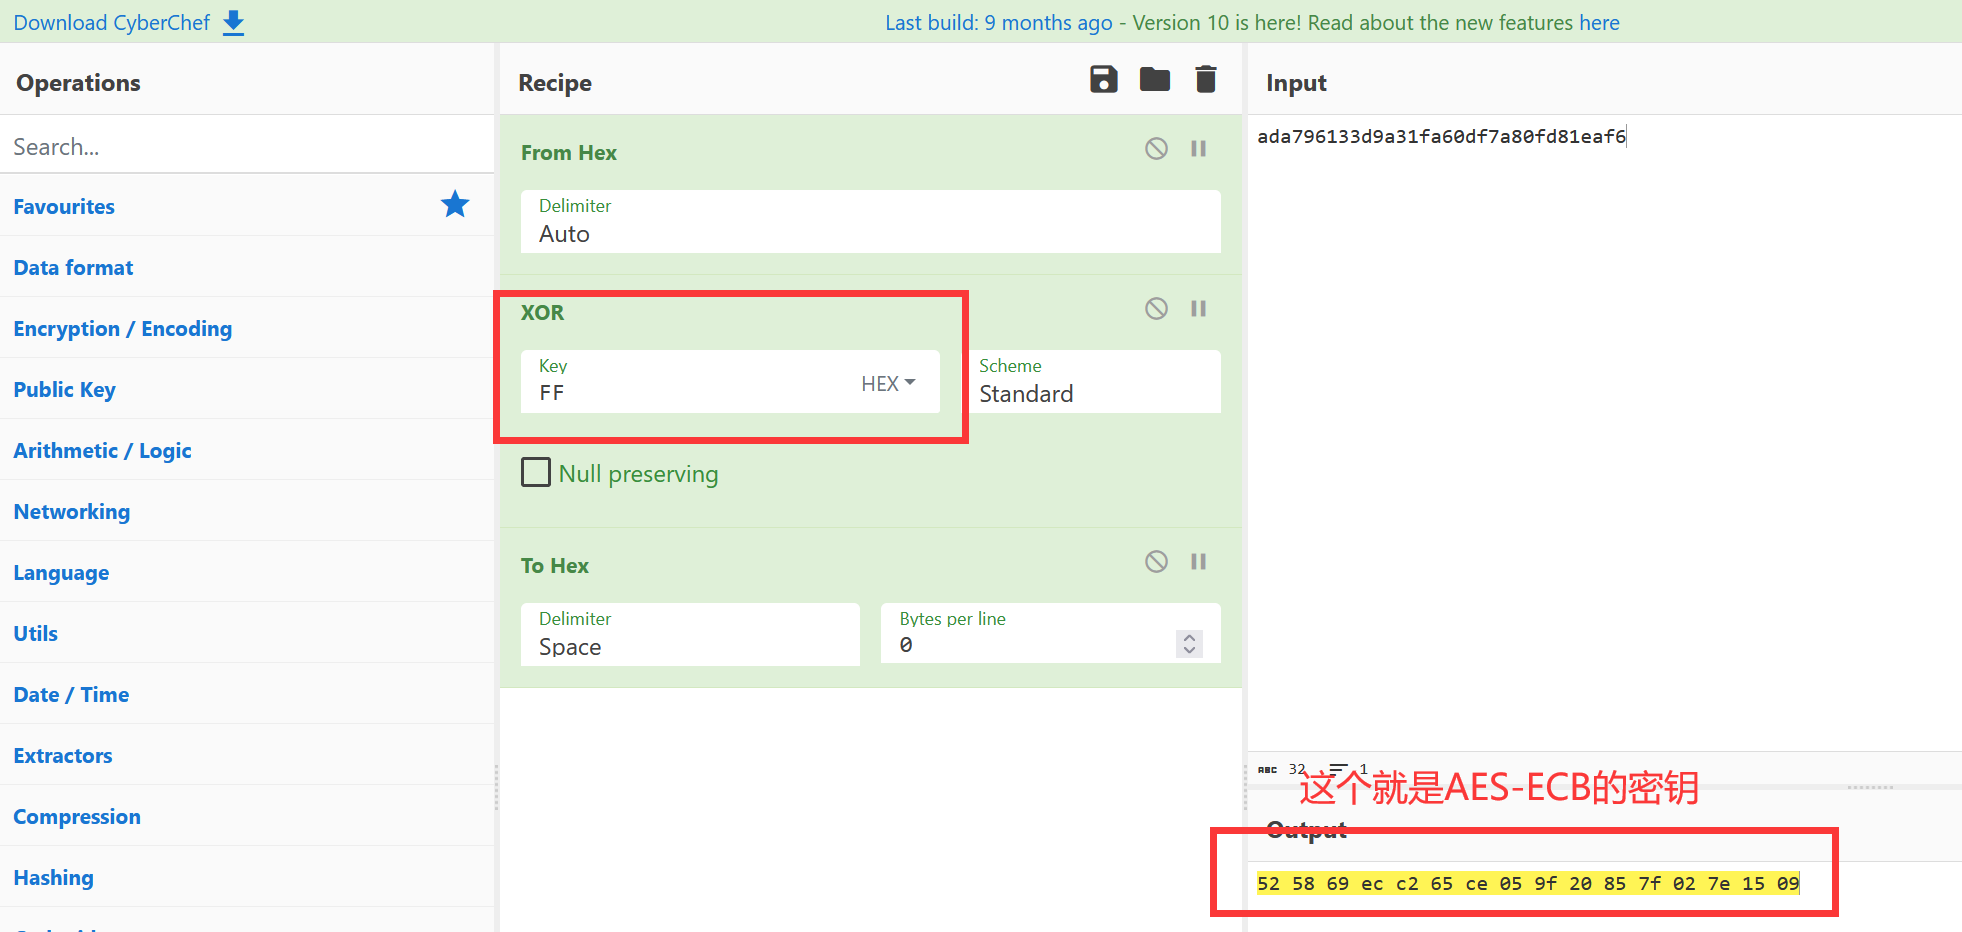 Download CyberChef
Last build: 9 months ago - Version 10 is here! Read about the new features here
Operations
Search...
Favourites
Data format
Encryption / Encoding
Public Key
Arithmetic / Logic
Networking
Language
Utils
Date / Time
Extractors
Compression
Hashing
Recipe
From Hex
Delimiter
Auto
XOR
Key
FF
HEX
Scheme
Standard
Null preserving
To Hex
Delimiter
Space
Bytes per line
0
Input
ada796133d9a31fa60df7a80fd81eaf6
ABC 32 1
这个就是AES-ECB的密钥
Output
52 58 69 ec c2 65 ce 05 9f 20 85 7f 02 7e 15 09